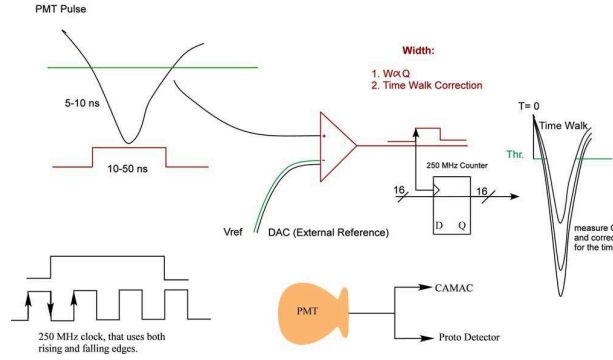 PMT Pulse
5-10 ns
10-50 ns
Width:
1. WαQ
2. Time Walk Correction
T= 0
Time Walk
Thr.
+
-
250 MHz Counter
16
16
D Q
Vref
DAC (External Reference)
measure
and correc
for the tim
250 MHz clock, that uses both
rising and falling edges.
PMT
CAMAC
Proto Detector